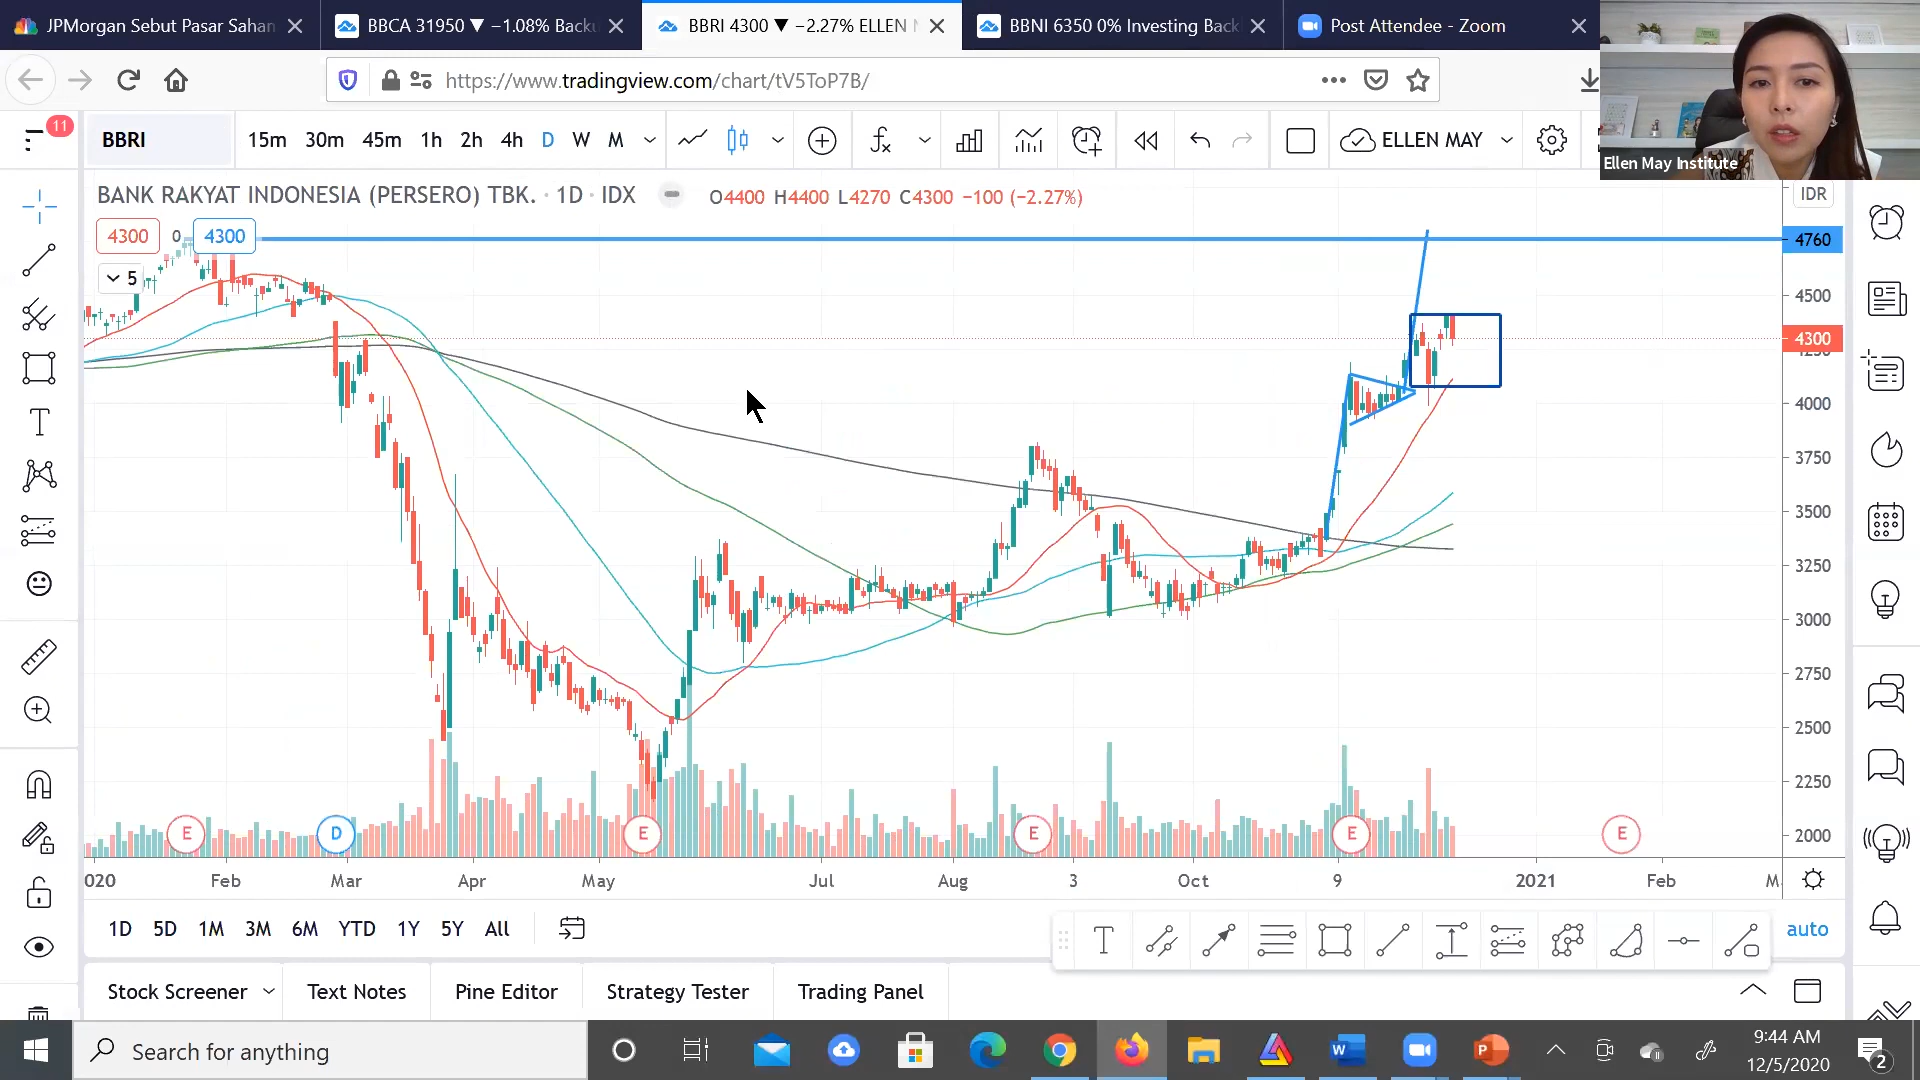 JPMorgan Sebut Pasar Sahan
BBCA 31950 ▼ −1.08% Backu
BBRI 4300 ▼ −2.27% ELLEN
BBNI 6350 0% Investing Back
Post Attendee - Zoom
https://www.tradingview.com/chart/tV5ToP7B/
Ellen May Institute
11
BBRI
15m 30m 45m 1h 2h 4h D W M
ELLEN MAY
BANK RAKYAT INDONESIA (PERSERO) TBK. · 1D · IDX
O4400 H4400 L4270 C4300 −100 (−2.27%)
IDR
4300 0 4300
5
4760
4500
4300
4250
4000
3750
3500
3250
3000
2750
2500
2250
2000
E D E E E E
2020 Feb Mar Apr May Jul Aug 3 Oct 9 2021 Feb M
1D 5D 1M 3M 6M YTD 1Y 5Y All
T
auto
Stock Screener Text Notes Pine Editor Strategy Tester Trading Panel
Search for anything
9:44 AM
12/5/2020
2